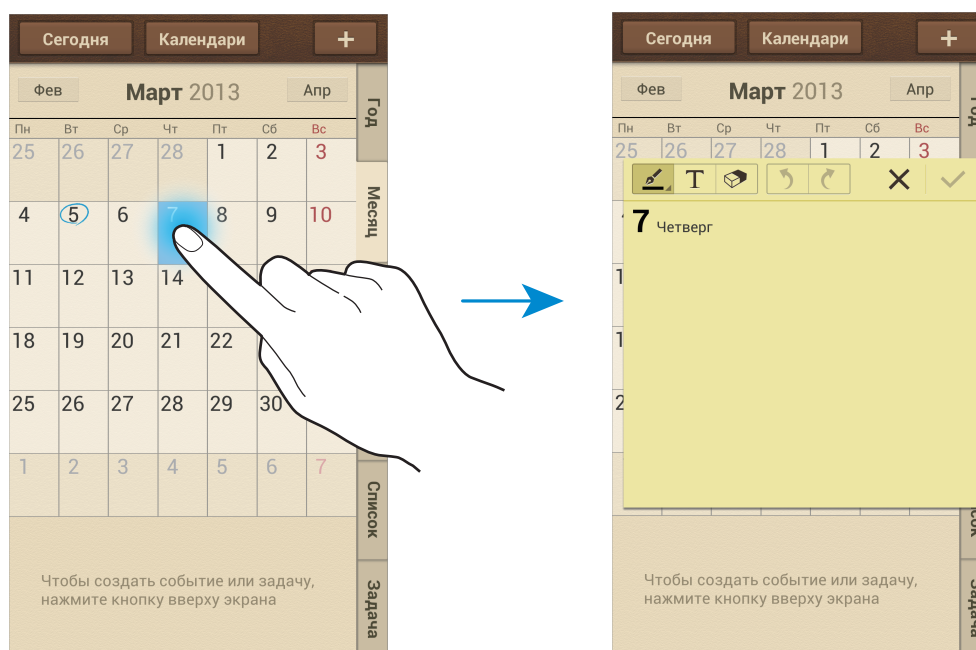 Сегодня Календари +
Фев Март 2013 Апр
Пн Вт Ср Чт Пт Сб Вс
25 26 27 28 1 2 3
4 5 6 7 8 9 10
11 12 13 14
18 19 20 21 22
25 26 27 28 29 30
1 2 3 4 5 6 7
Год
Месяц
Список
Задача
Чтобы создать событие или задачу,
нажмите кнопку вверху экрана
Сегодня Календари +
Фев Март 2013 Апр
Пн Вт Ср Чт Пт Сб Вс
25 26 27 28 1 2 3
T
7 Четверг
Чтобы создать событие или задачу,
нажмите кнопку вверху экрана